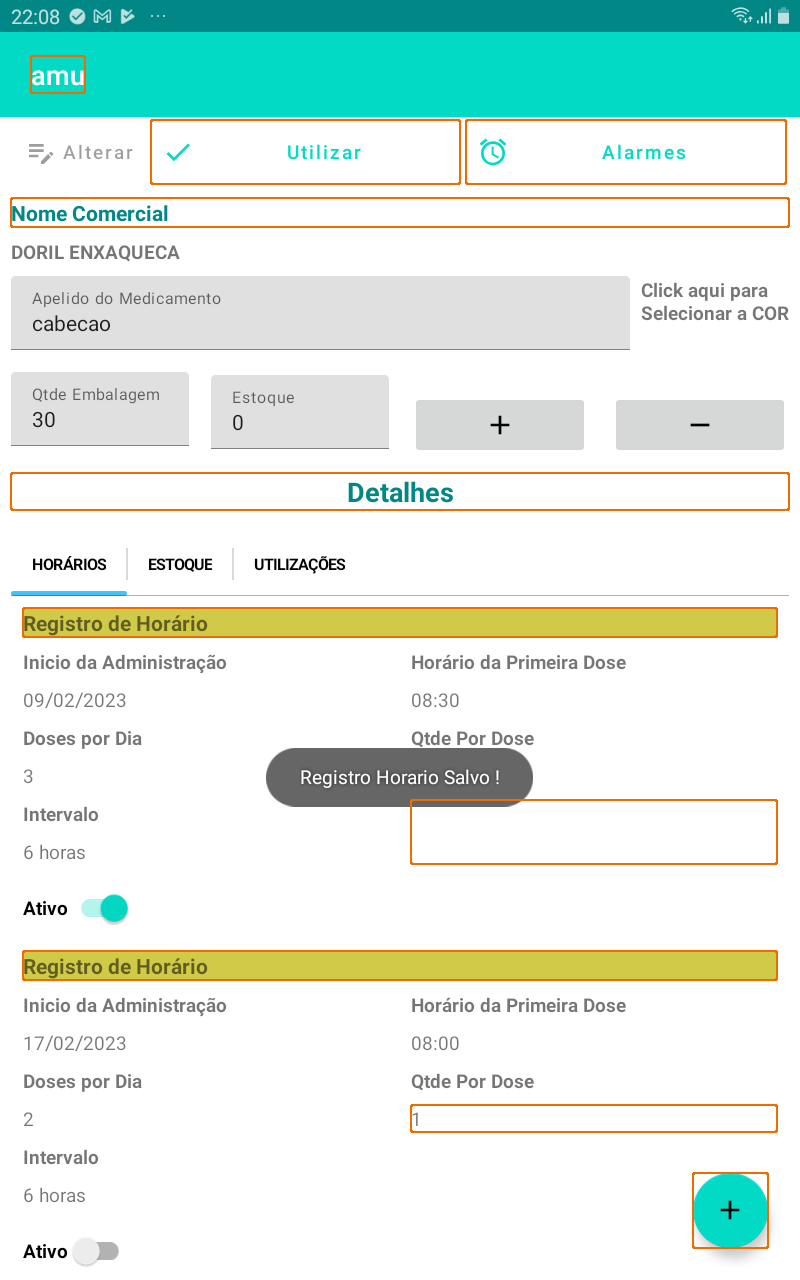 22:08
amu
Alterar
Utilizar
Alarmes
Nome Comercial
DORIL ENXAQUECA
Apelido do Medicamento
cabecao
Click aqui para
Selecionar a COR
Qtde Embalagem
30
Estoque
0
+
−
Detalhes
HORÁRIOS
ESTOQUE
UTILIZAÇÕES
Registro de Horário
Inicio da Administração
Horário da Primeira Dose
09/02/2023
08:30
Doses por Dia
Qtde Por Dose
3
Registro Horario Salvo !
Intervalo
6 horas
Ativo
Registro de Horário
Inicio da Administração
Horário da Primeira Dose
17/02/2023
08:00
Doses por Dia
Qtde Por Dose
2
1
Intervalo
6 horas
+
Ativo